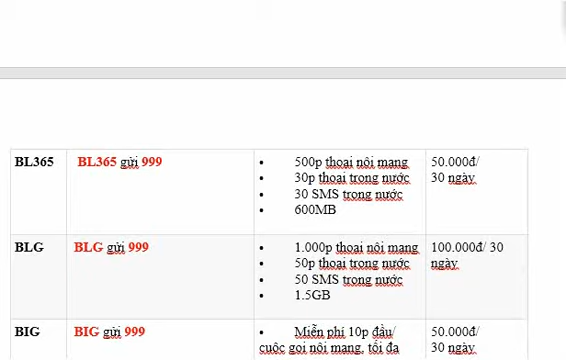 BL365 BL365 gửi 999 • 500p thoại nội mạng 50.000đ/
• 30p thoại trong nước 30 ngày
• 30 SMS trong nước
• 600MB
BLG BLG gửi 999 • 1.000p thoại nội mạng 100.000đ/ 30
• 50p thoại trong nước ngày
• 50 SMS trong nước
• 1.5GB
BIG BIG gửi 999 • Miễn phí 10p đầu/ 50.000đ/
cuộc gọi nội mạng, tối đa 30 ngày